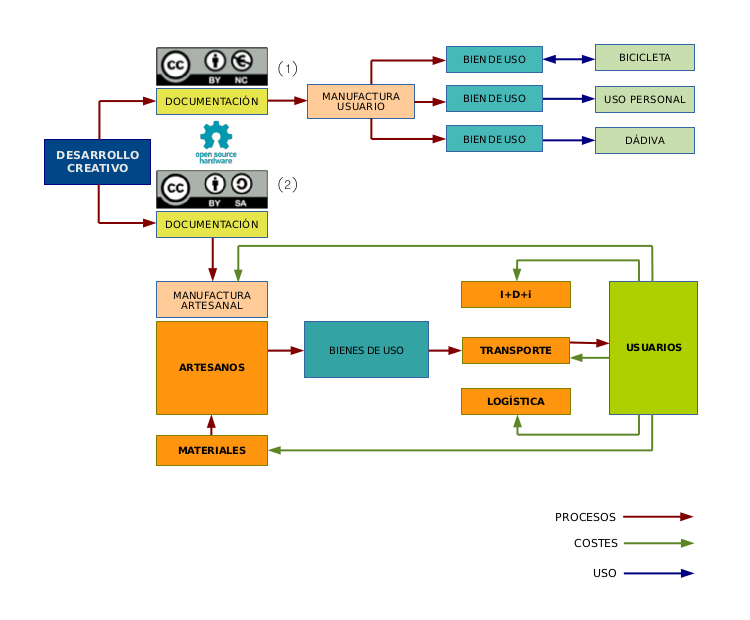 cc
BY NC
(1)
DOCUMENTACIÓN
MANUFACTURA
USUARIO
BIEN DE USO
BICICLETA
BIEN DE USO
USO PERSONAL
BIEN DE USO
DÁDIVA
DESARROLLO
CREATIVO
open source
hardware
cc
BY SA
(2)
DOCUMENTACIÓN
MANUFACTURA
ARTESANAL
ARTESANOS
MATERIALES
BIENES DE USO
I+D+i
TRANSPORTE
LOGÍSTICA
USUARIOS
PROCESOS
COSTES
USO